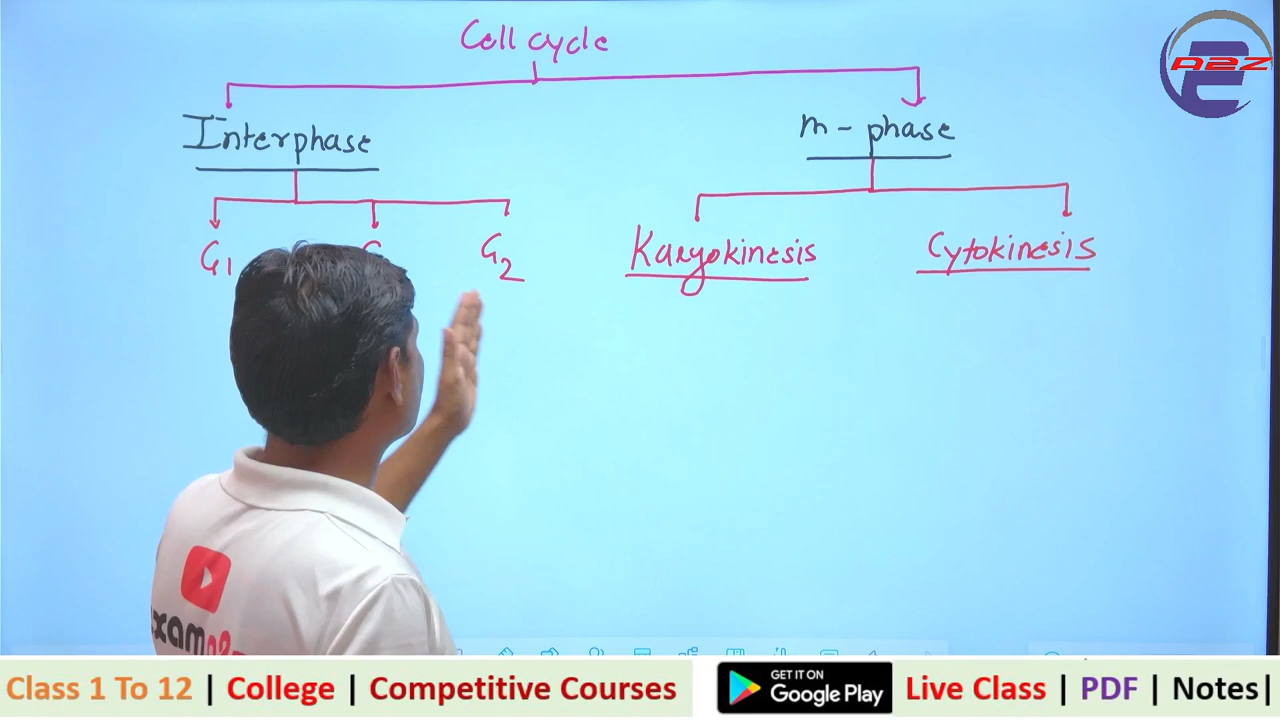 Cell cycle
A2Z
Interphase
m - phase
G1
G2
Karyokinesis
Cytokinesis
Class 1 To 12 | College | Competitive Courses
GET IT ON
Google Play
Live Class | PDF | Notes|